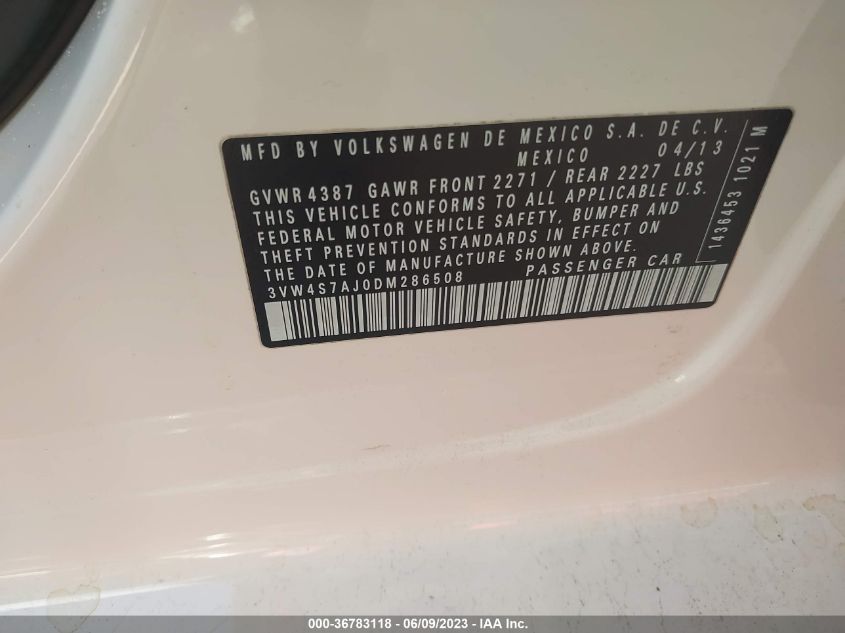 MFD BY VOLKSWAGEN DE MEXICO S.A. DE C.V.
MEXICO 04/13
GVWR 4387 GAWR FRONT 2271 / REAR 2227 LBS
THIS VEHICLE CONFORMS TO ALL APPLICABLE U.S.
FEDERAL MOTOR VEHICLE SAFETY, BUMPER AND
THEFT PREVENTION STANDARDS IN EFFECT ON
THE DATE OF MANUFACTURE SHOWN ABOVE.
3VW4S7AJ0DM286508 PASSENGER CAR
1436453 1021 M
000-36783118 - 06/09/2023 - IAA Inc.